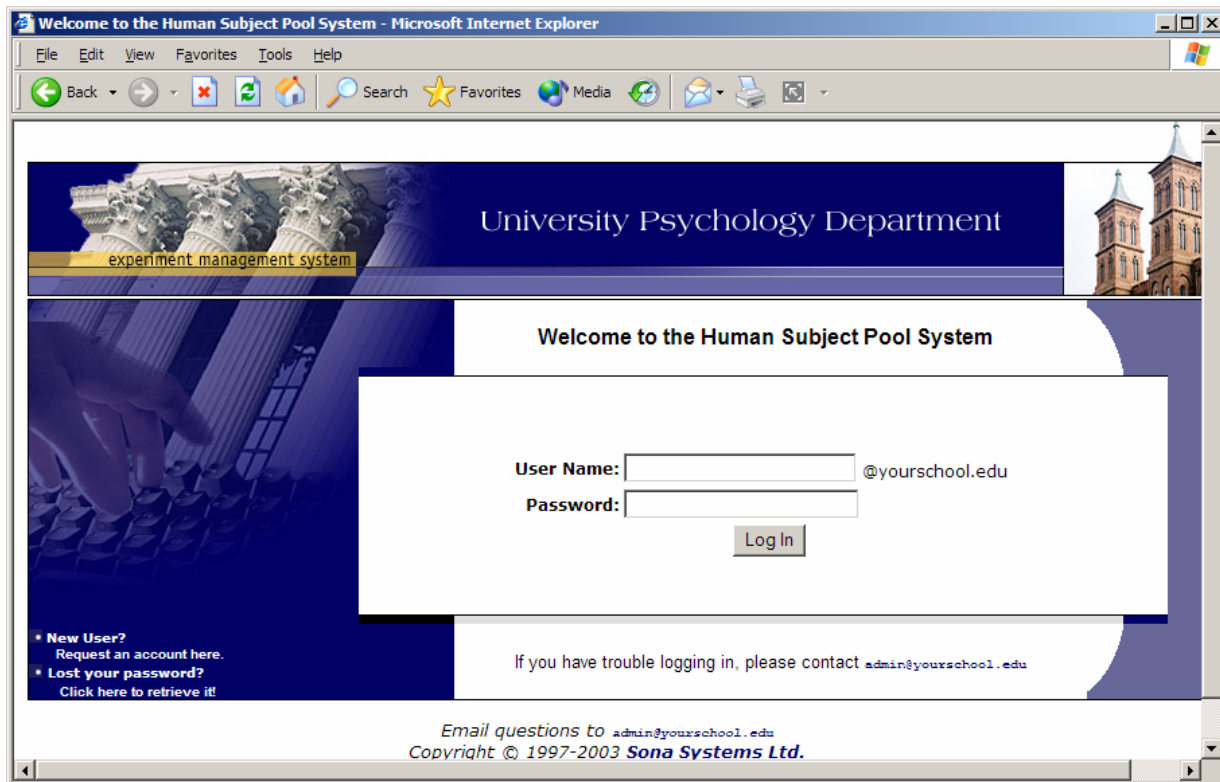 Welcome to the Human Subject Pool System - Microsoft Internet Explorer
File Edit View Favorites Tools Help
Back Search Favorites Media
University Psychology Department
experiment management system
Welcome to the Human Subject Pool System
User Name: @yourschool.edu
Password:
Log In
New User?
Request an account here.
Lost your password?
Click here to retrieve it!
If you have trouble logging in, please contact admin@yourschool.edu
Email questions to admin@yourschool.edu
Copyright © 1997-2003 Sona Systems Ltd.